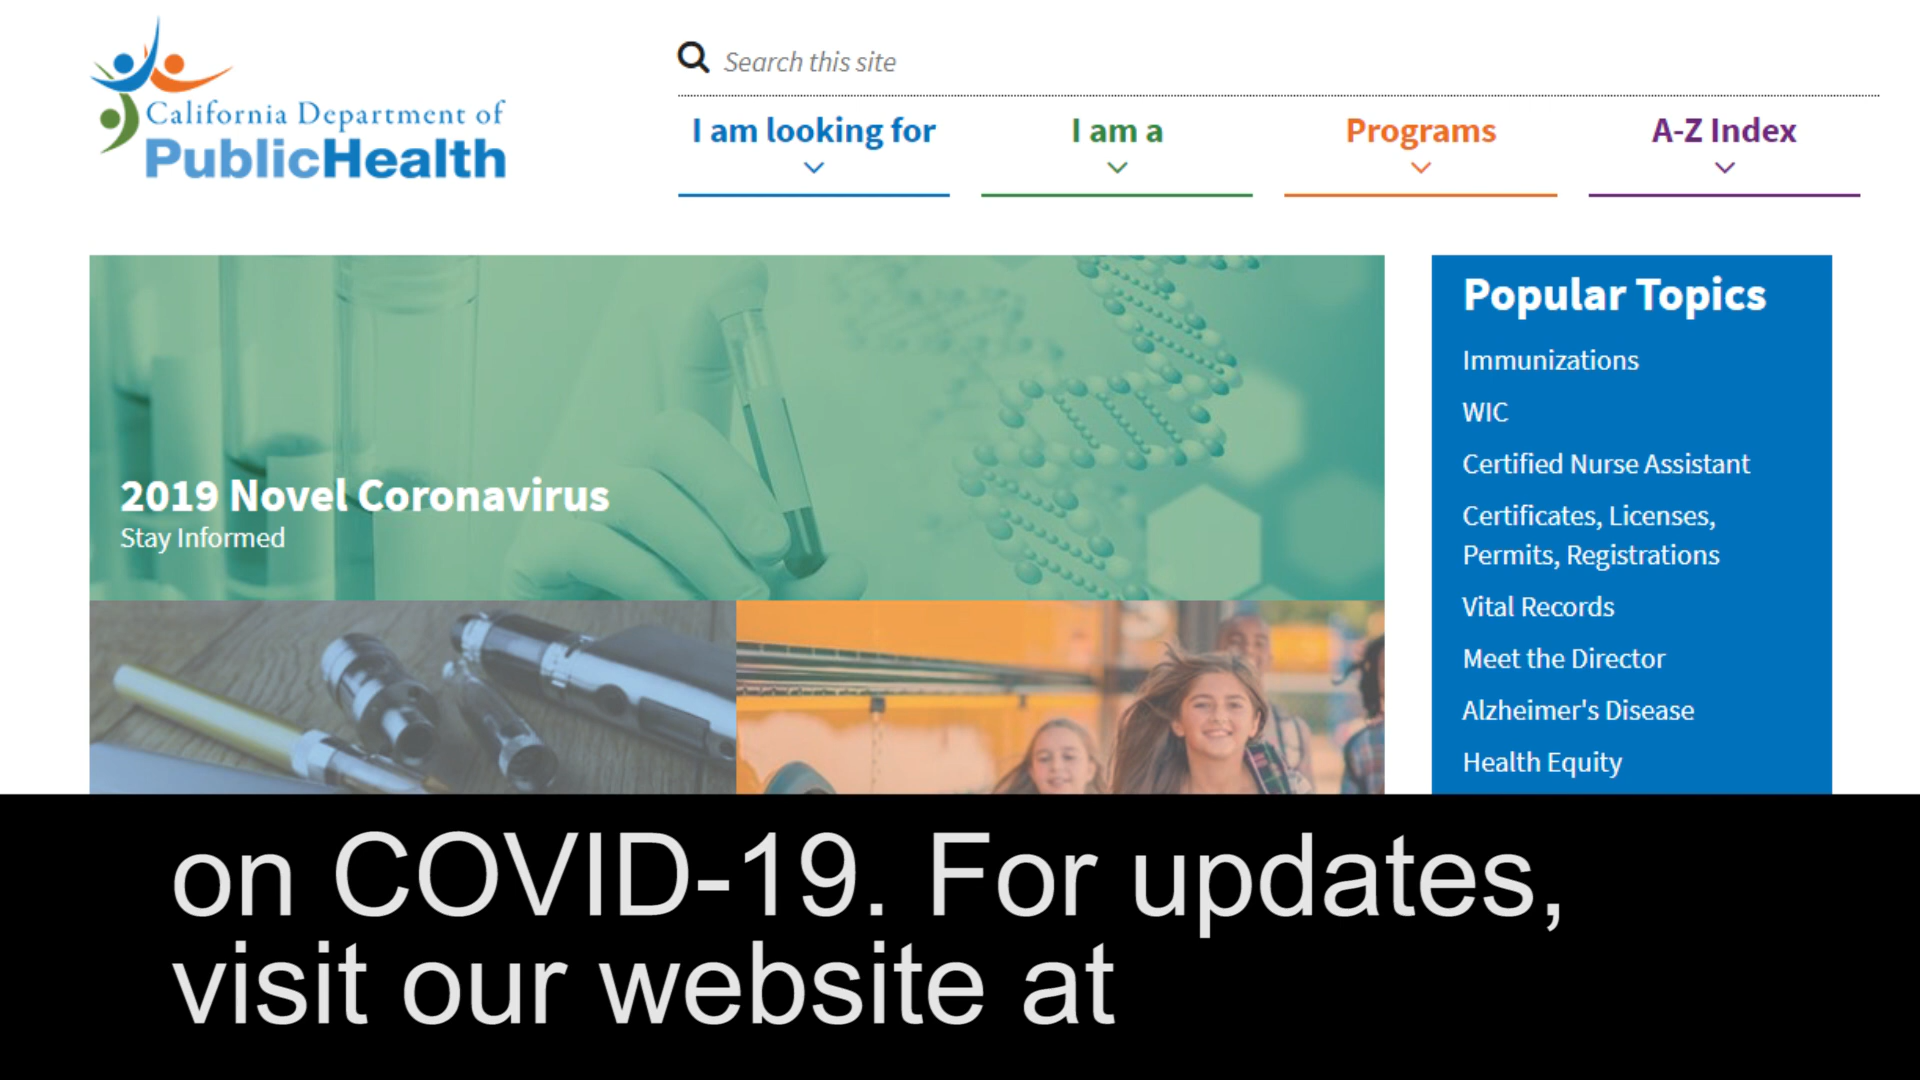 California Department of
PublicHealth
Search this site
I am looking for
I am a
Programs
A-Z Index
2019 Novel Coronavirus
Stay Informed
Popular Topics
Immunizations
WIC
Certified Nurse Assistant
Certificates, Licenses,
Permits, Registrations
Vital Records
Meet the Director
Alzheimer's Disease
Health Equity
on COVID-19. For updates,
visit our website at